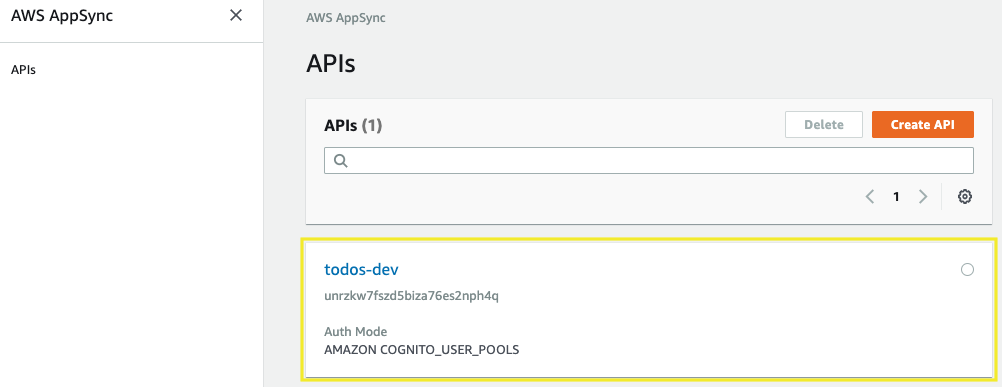 AWS AppSync
APIs
AWS AppSync
APIs
APIs (1)
Delete
Create API
1
todos-dev
unrzkw7fszd5biza76es2nph4q
Auth Mode
AMAZON COGNITO_USER_POOLS